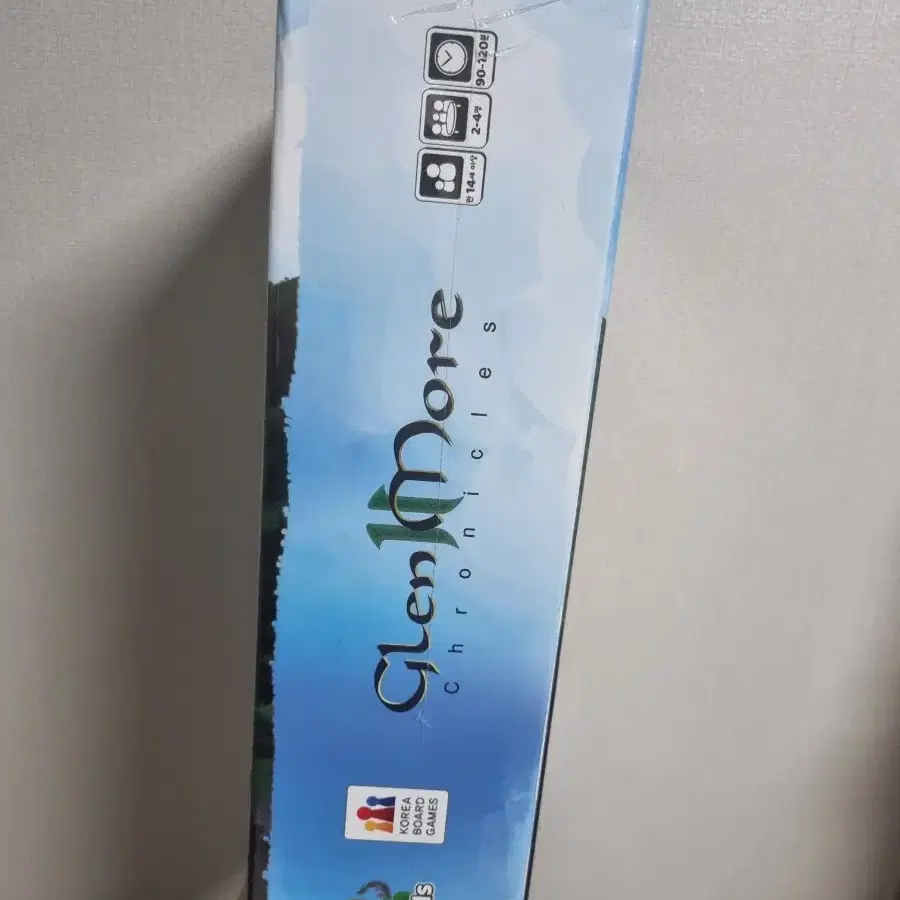 Glen More
II
Chronicles
KOREA
BOARD
GAMES
만 14세 이상
2-4명
90-120분